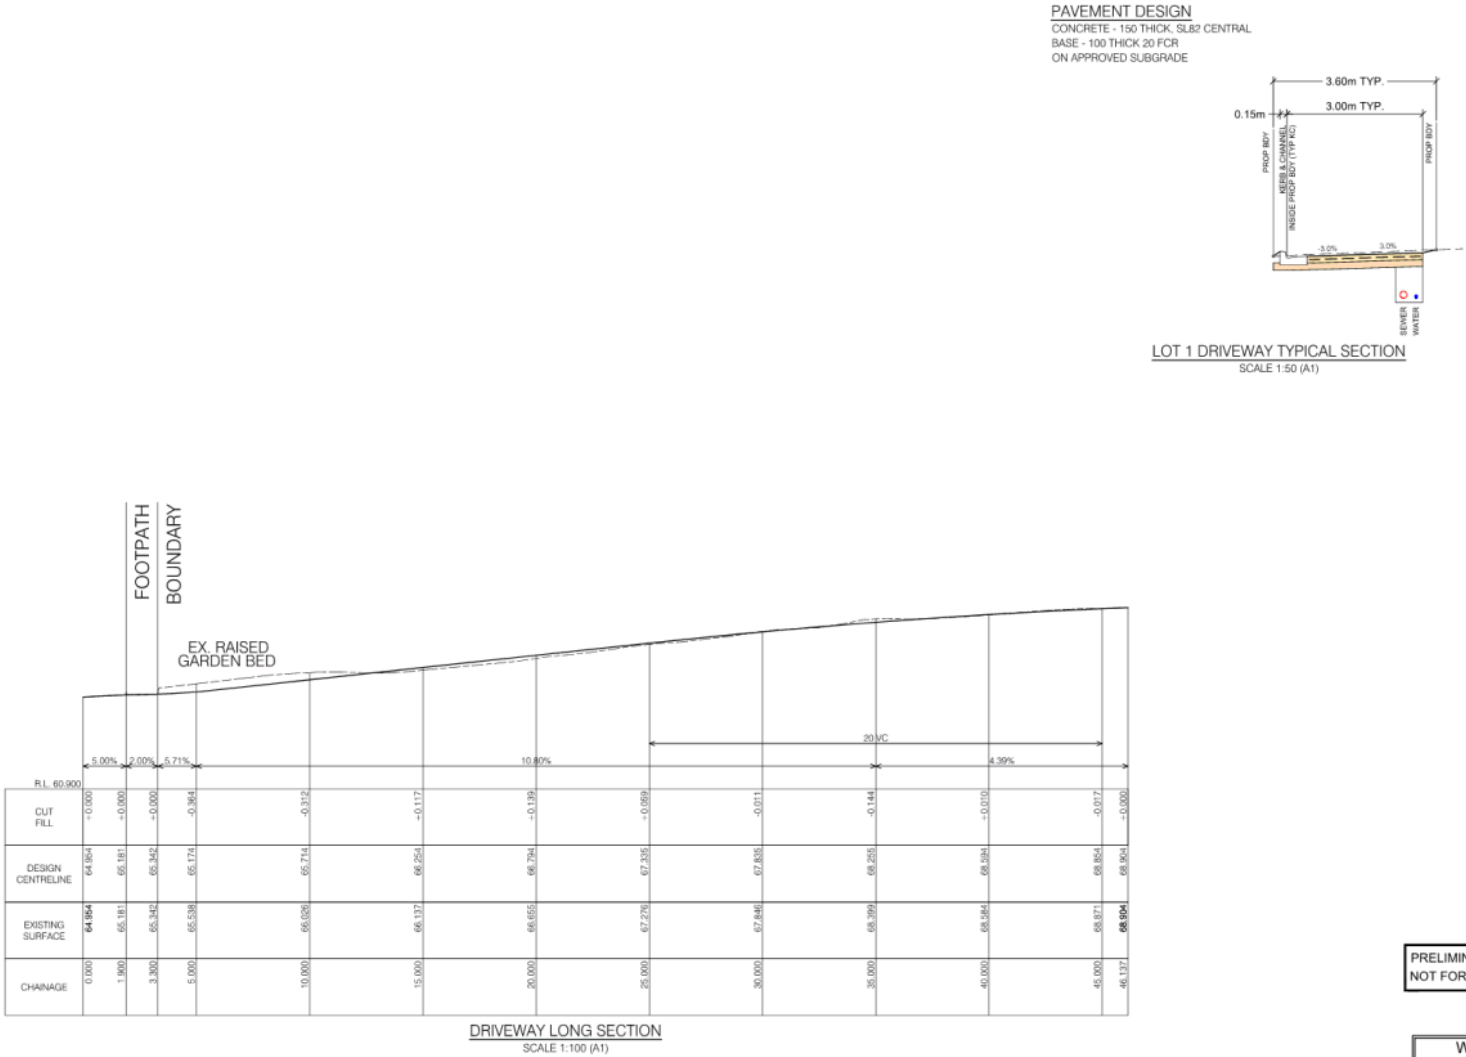 PAVEMENT DESIGN
CONCRETE - 150 THICK, SL82 CENTRAL
BASE - 100 THICK 20 FCR
ON APPROVED SUBGRADE
3.60m TYP.
0.15m
3.00m TYP.
PROP BDY
KERB & CHANNEL
INSIDE PROP BDY (TYP KC)
PROP BDY
-3.0%
3.0%
SEWER
WATER
LOT 1 DRIVEWAY TYPICAL SECTION
SCALE 1:50 (A1)
FOOTPATH
BOUNDARY
EX. RAISED
GARDEN BED
20 VC
5.00% 2.00% 5.71% 10.80% 4.39%
R.L. 60.900
CUT
FILL
+0.000 +0.000 +0.000 -0.364 -0.312 +0.117 +0.139 +0.059 -0.011 -0.144 +0.010 -0.017 +0.000
DESIGN
CENTRELINE
64.954 65.181 65.342 65.174 65.714 66.254 66.794 67.335 67.835 68.255 68.594 68.854 68.904
EXISTING
SURFACE
64.954 65.181 65.342 65.538 66.026 66.137 66.655 67.276 67.846 68.399 68.584 68.871 68.904
CHAINAGE
0.000 1.900 3.300 5.000 10.000 15.000 20.000 25.000 30.000 35.000 40.000 45.000 46.137
DRIVEWAY LONG SECTION
SCALE 1:100 (A1)
PRELIMIN
NOT FOR
W